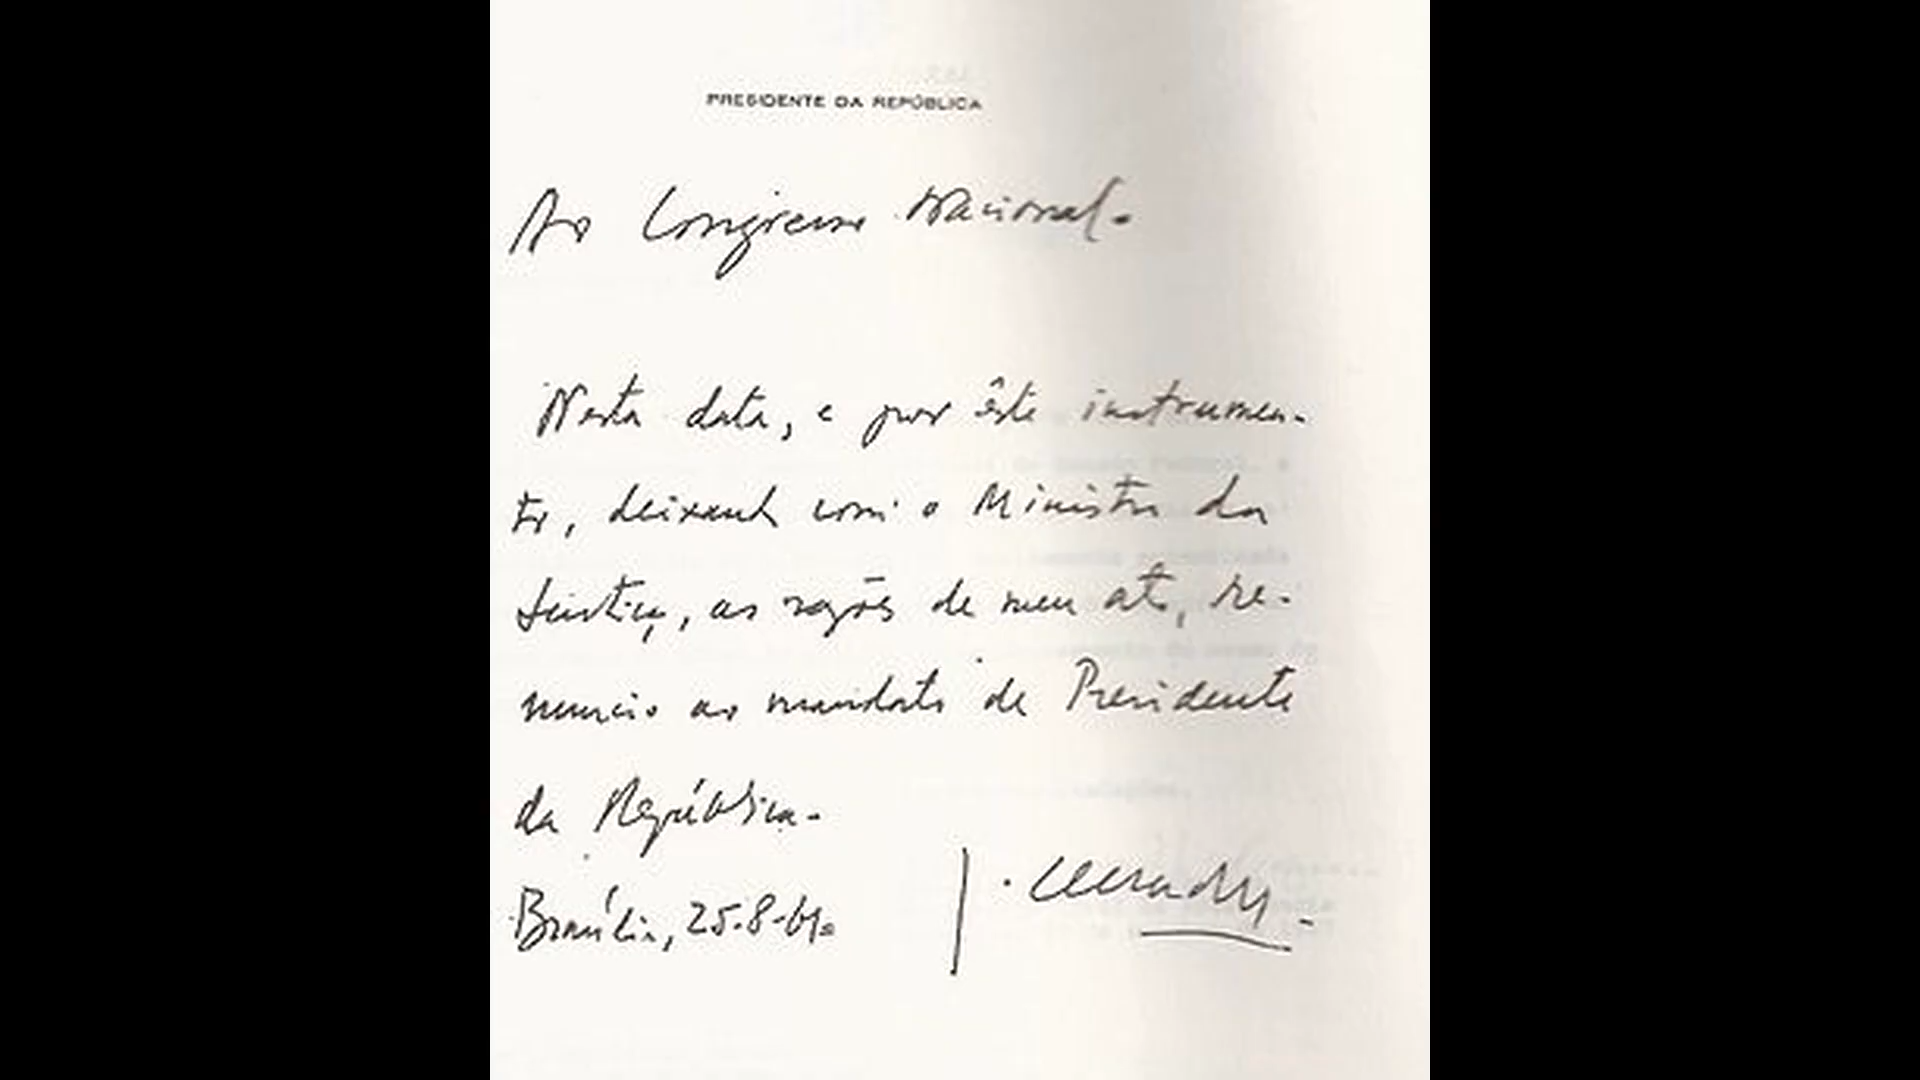 PRESIDENTE DA REPÚBLICA
Ao Congresso Nacional.
Nesta data, e por êste instrumen-
to, deixando com o Ministro da
Justiça, as razões de meu ato, re-
nuncio ao mandato de Presidente
da República.
Brasília, 25.8.61.
J. Quadros.